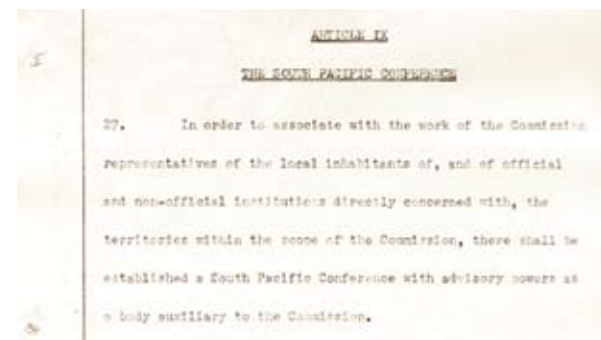 ARTICLE IX
THE SOUTH PACIFIC CONFERENCE
27. In order to associate with the work of the Commission
representatives of the local inhabitants of, and of official
and non-official institutions directly concerned with, the
territories within the scope of the Commission, there shall be
established a South Pacific Conference with advisory powers as
a body auxiliary to the Commission.